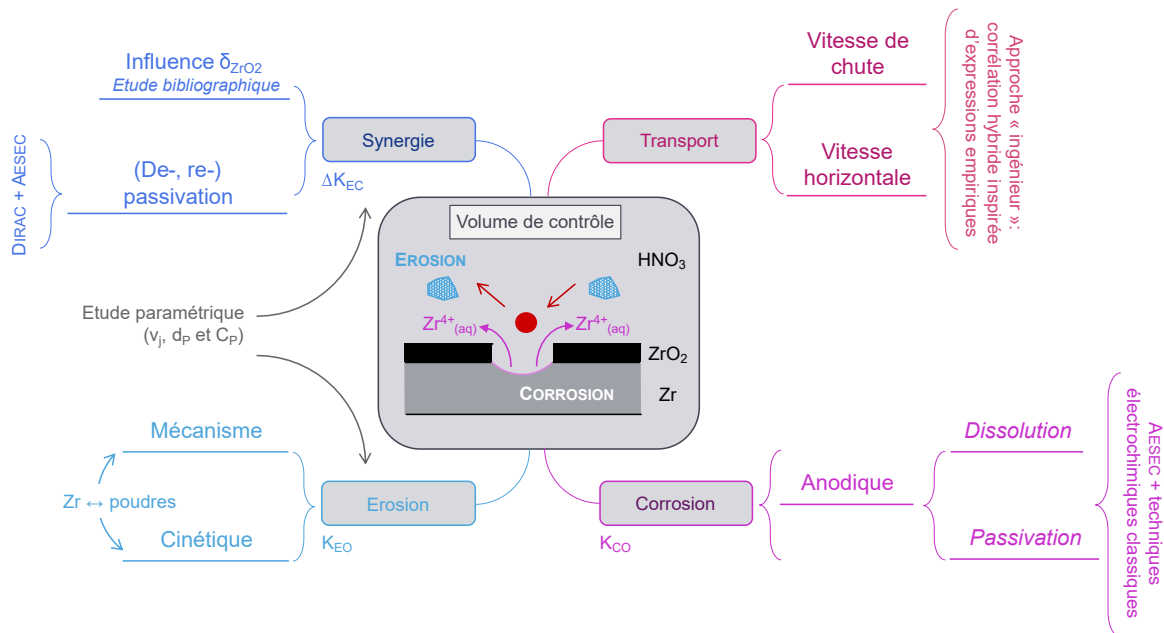 Influence δZrO2
Etude bibliographique
Synergie
ΔKEC
(De-, re-)
passivation
DIRAC + AESEC
Transport
Vitesse de
chute
Vitesse
horizontale
Approche « ingénieur »:
corrélation hybride inspirée
d'expressions empiriques
Volume de contrôle
EROSION
HNO3
Zr4+(aq)
Zr4+(aq)
ZrO2
CORROSION
Zr
Etude paramétrique
(vj, dP et CP)
Mécanisme
Zr ↔ poudres
Cinétique
Erosion
KEO
Corrosion
KCO
Anodique
Dissolution
Passivation
AESEC + techniques
électrochimiques classiques